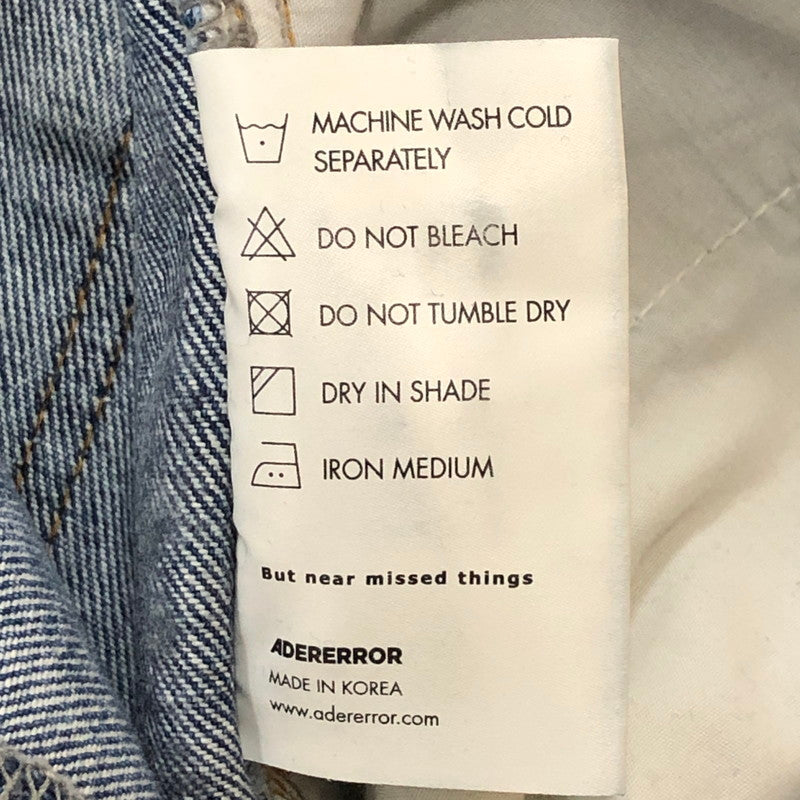 MACHINE WASH COLD
SEPARATELY
DO NOT BLEACH
DO NOT TUMBLE DRY
DRY IN SHADE
IRON MEDIUM
But near missed things
ADERERROR
MADE IN KOREA
www.adererror.com